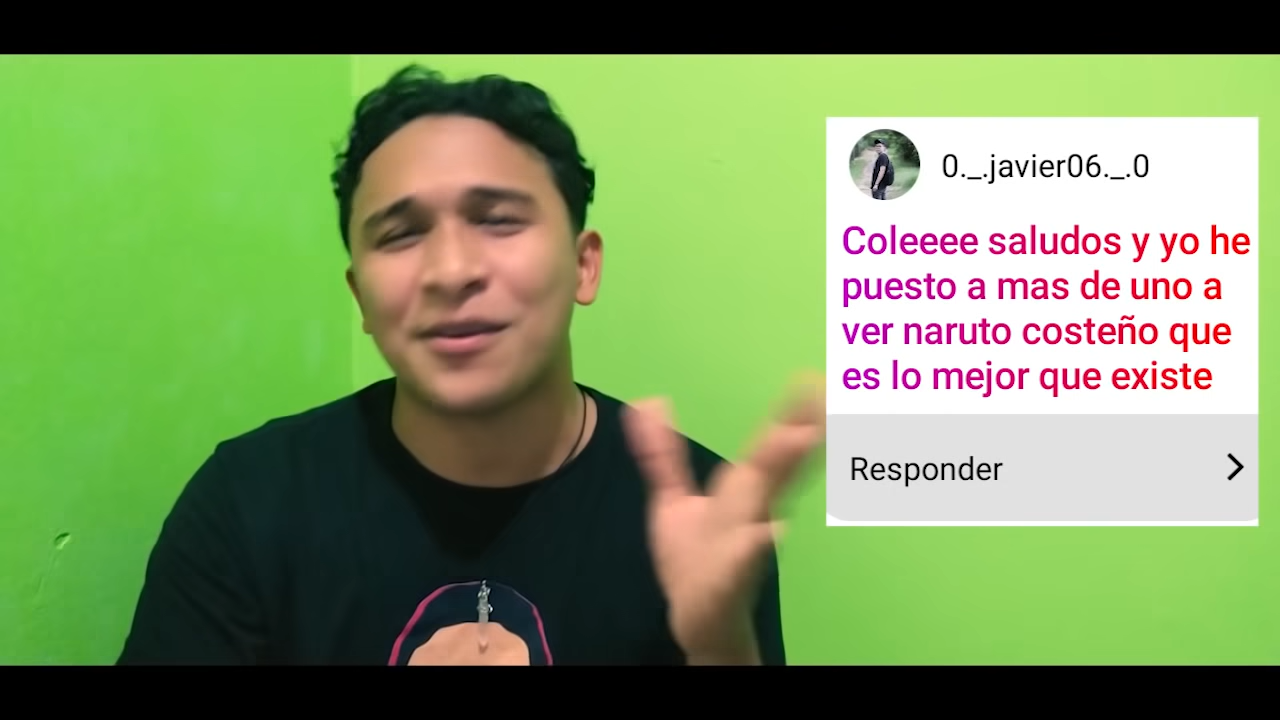 0._.javier06._.0
Coleeee saludos y yo he
puesto a mas de uno a
ver naruto costeño que
es lo mejor que existe
Responder